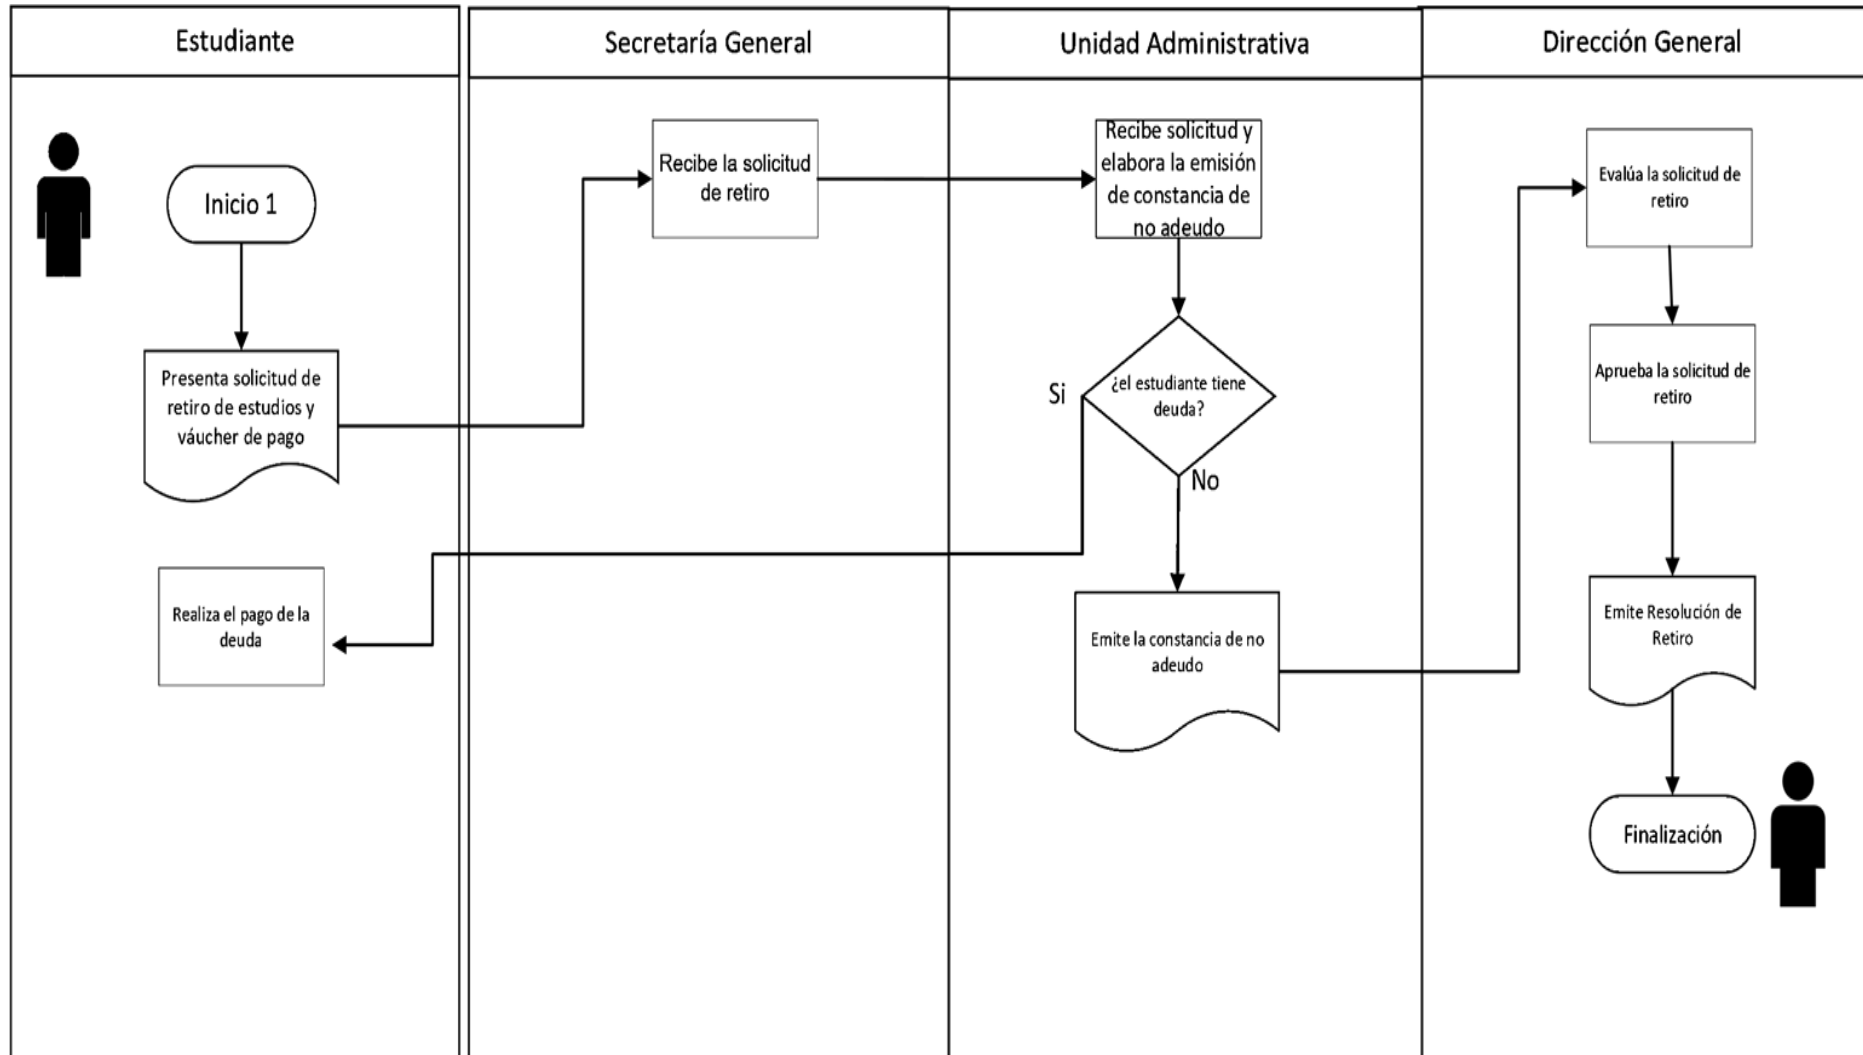 Estudiante
Secretaría General
Unidad Administrativa
Dirección General
Inicio 1
Presenta solicitud de
retiro de estudios y
váucher de pago
Realiza el pago de la
deuda
Recibe la solicitud
de retiro
Recibe solicitud y
elabora la emisión
de constancia de
no adeudo
¿el estudiante tiene
deuda?
Si
No
Emite la constancia de no
adeudo
Evalúa la solicitud de
retiro
Aprueba la solicitud de
retiro
Emite Resolución de
Retiro
Finalización